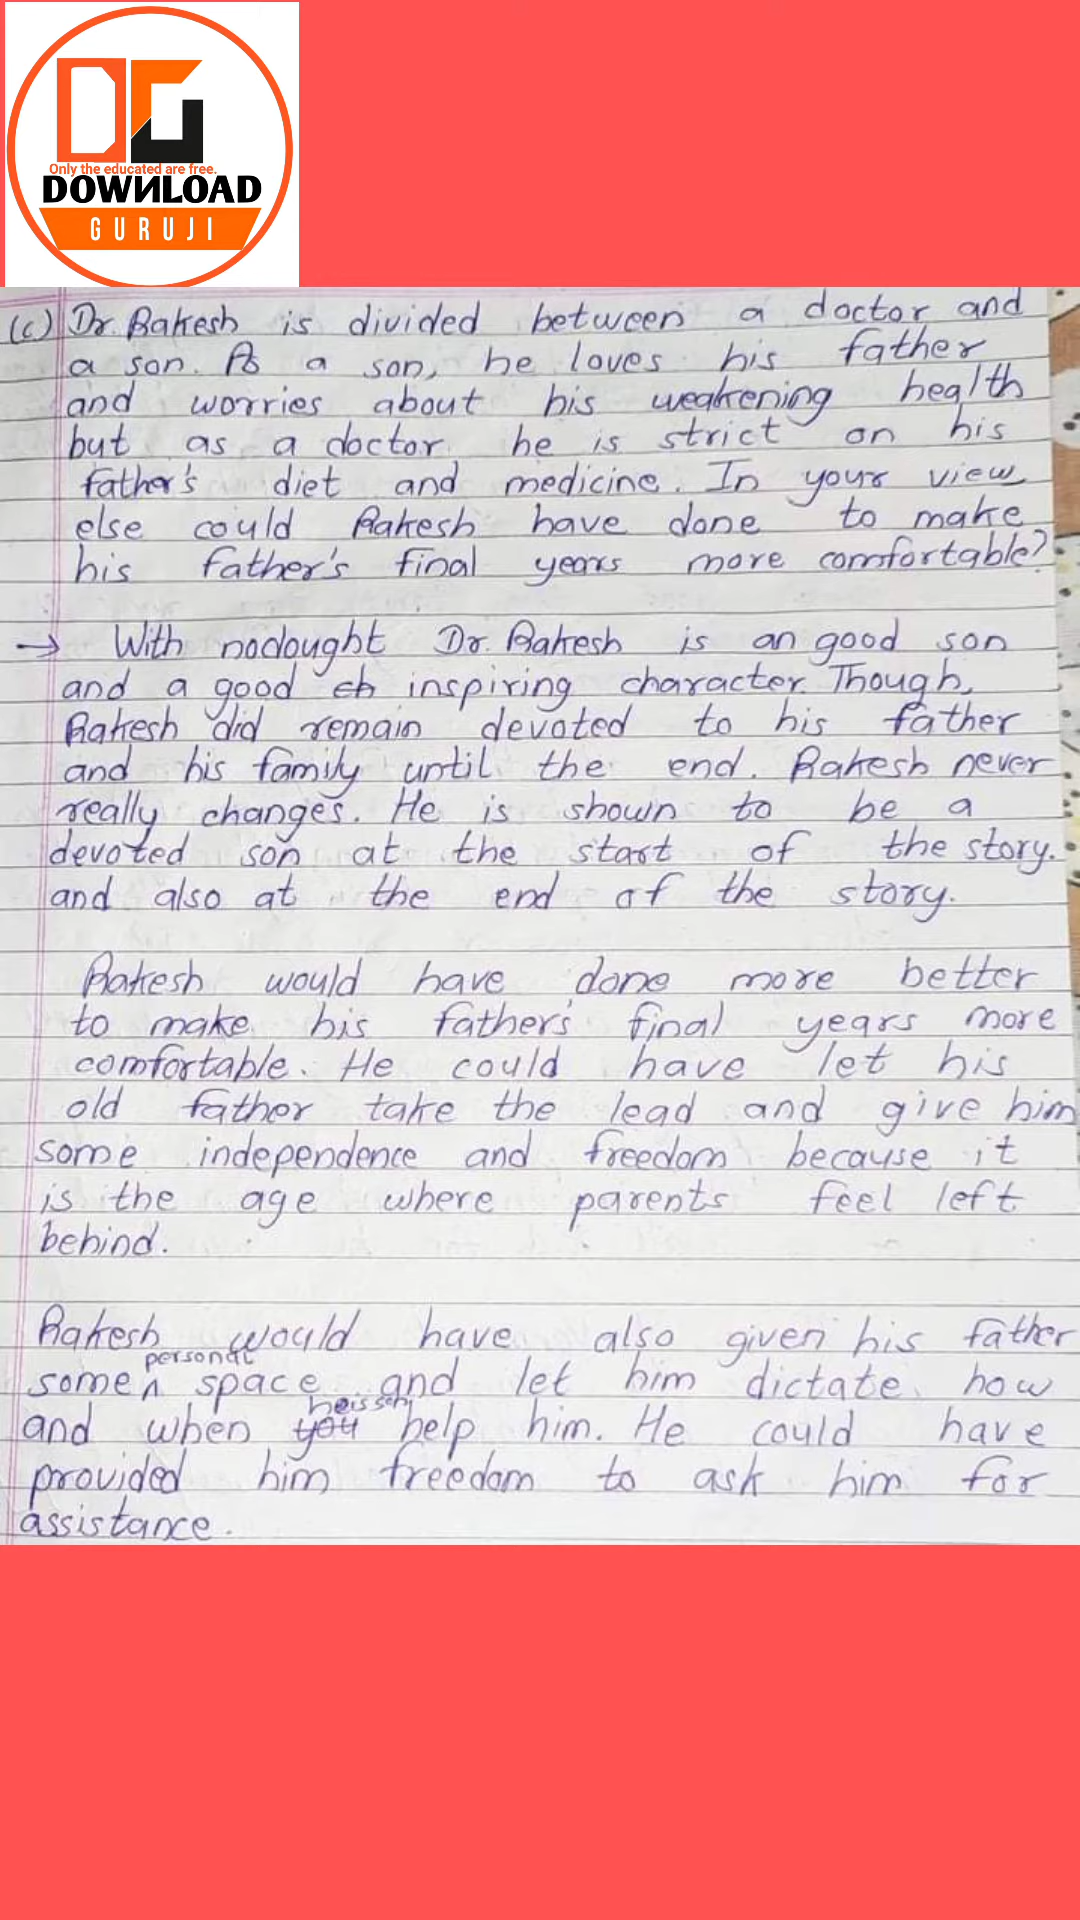 Only the educated are free.
DOWNLOAD
GURUJI
(c) Dr. Rakesh is divided between a doctor and
a son. As a son, he loves his father
and worries about his weakening health
but as a doctor he is strict on his
father's diet and medicine. In your view
else could Rakesh have done to make
his father's final years more comfortable?
→ With nodought Dr. Rakesh is an good son
and a good ch inspiring character. Though,
Rakesh did remain devoted to his father
and his family until the end. Rakesh never
really changes. He is shown to be a
devoted son at the start of the story.
and also at the end of the story.
Rakesh would have done more better
to make his father's final years more
comfortable. He could have let his
old father take the lead and give him
some independence and freedom because it
is the age where parents feel left
behind.
Rakesh would have also given his father
personal
some ^ space and let him dictate how
and when you help him. He could have
provided him freedom to ask him for
assistance.